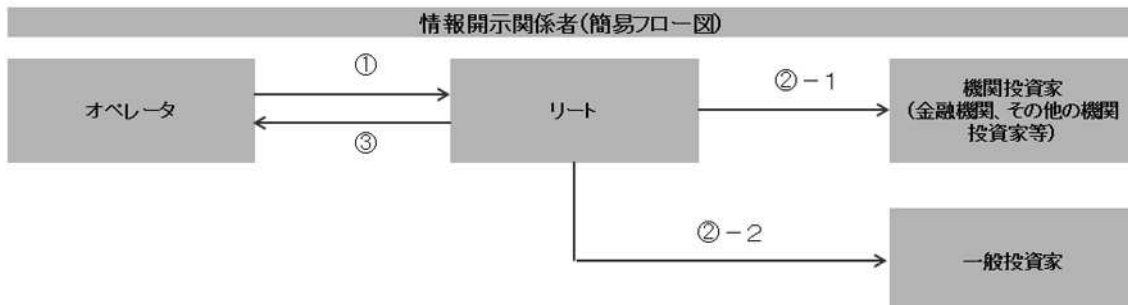 情報開示関係者(簡易フロー図)
オペレータ
①
③
リート
②-1
機関投資家
(金融機関、その他の機関
投資家等)
②-2
一般投資家